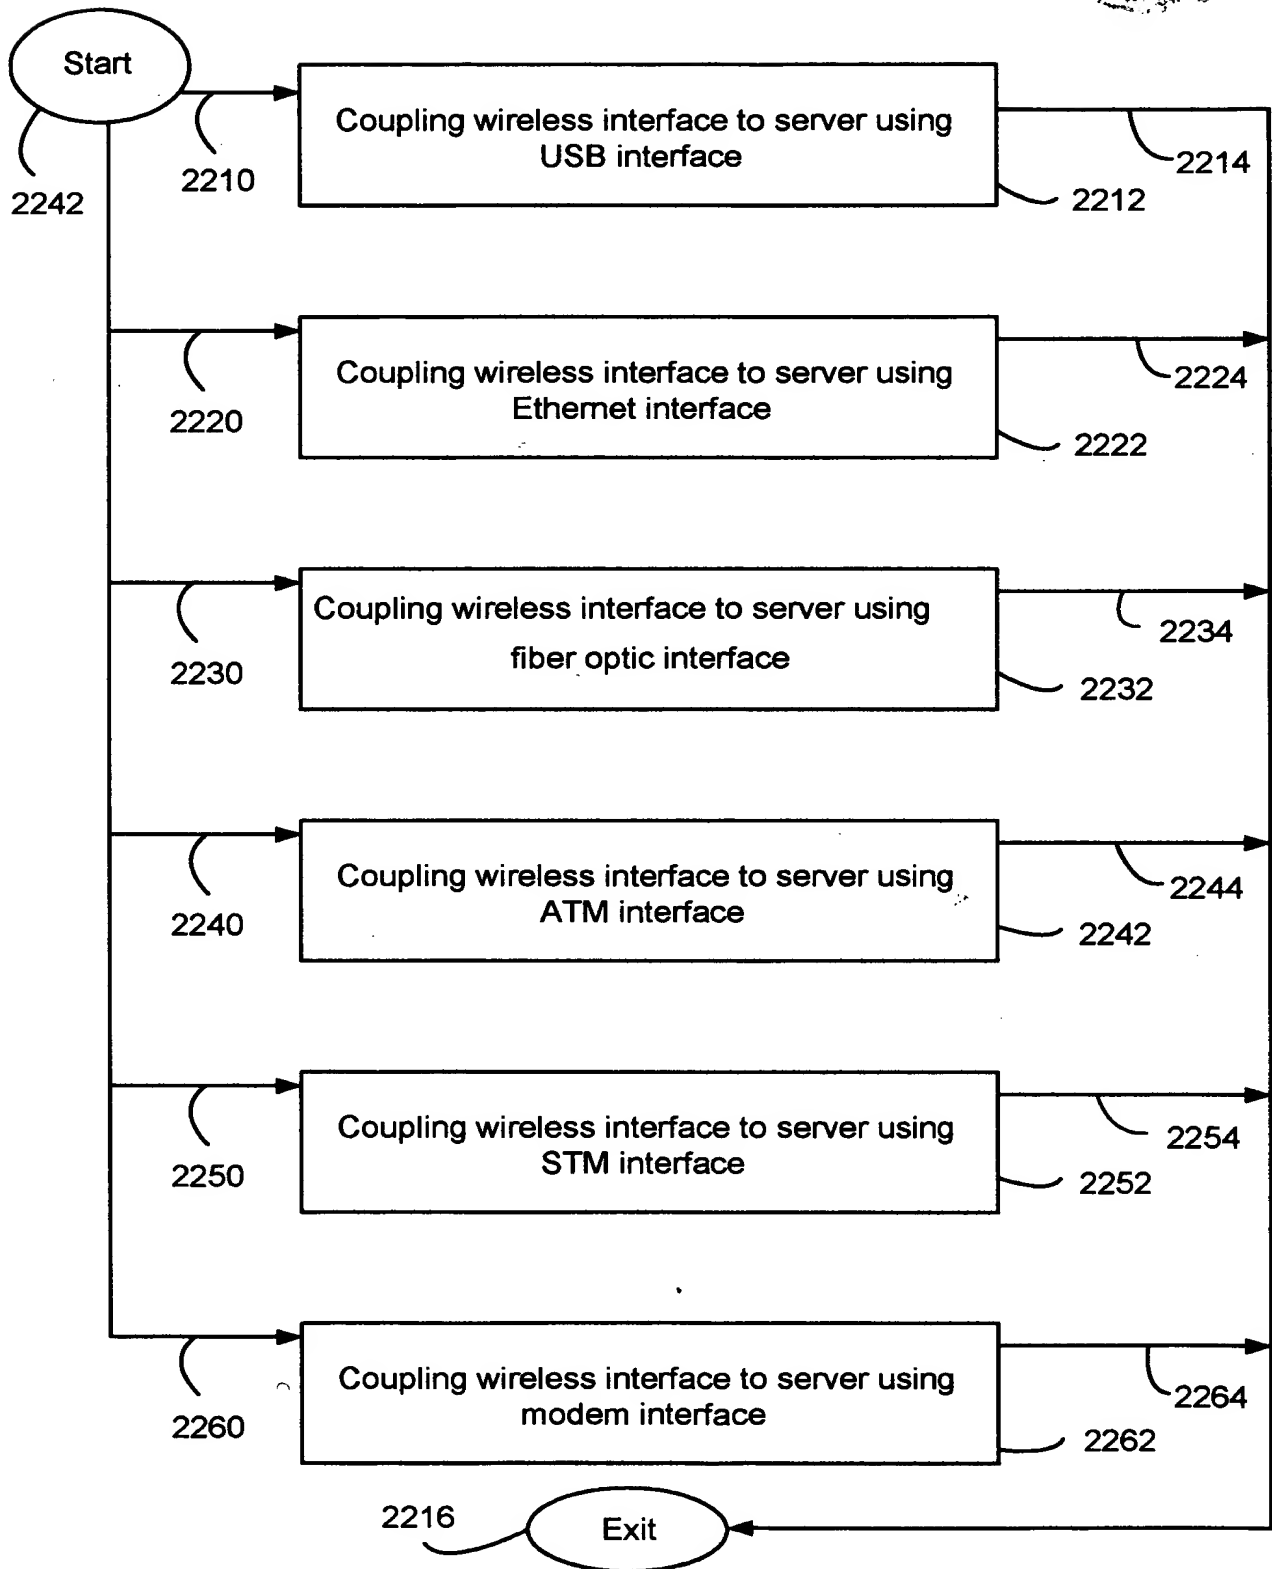 Start
2242
2210
Coupling wireless interface to server using
USB interface
2214
2212
2220
Coupling wireless interface to server using
Ethernet interface
2224
2222
2230
Coupling wireless interface to server using
fiber optic interface
2234
2232
2240
Coupling wireless interface to server using
ATM interface
2244
2242
2250
Coupling wireless interface to server using
STM interface
2254
2252
2260
Coupling wireless interface to server using
modem interface
2264
2262
2216
Exit